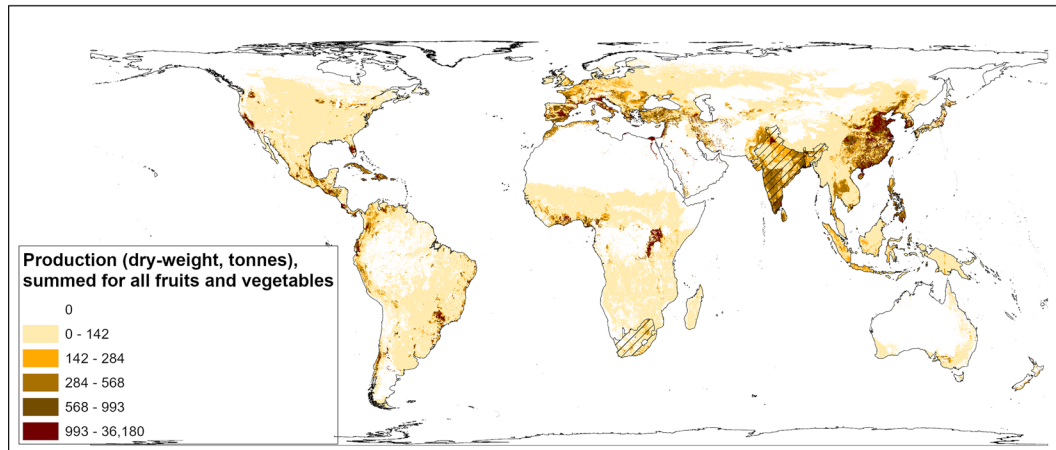 Production (dry-weight, tonnes),
summed for all fruits and vegetables
0
0 - 142
142 - 284
284 - 568
568 - 993
993 - 36,180